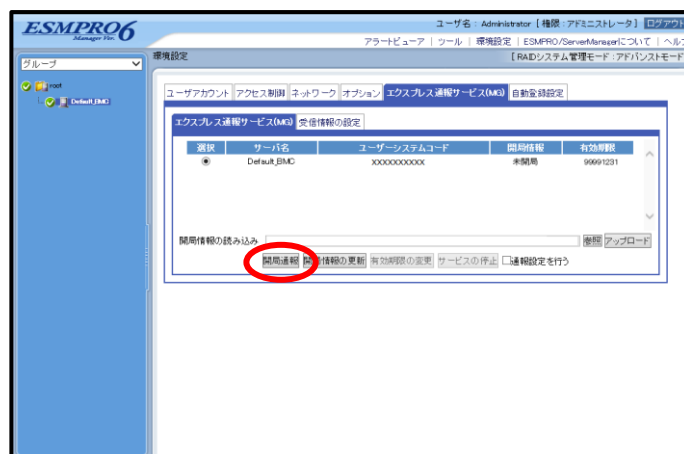 ESMPRO6
Manager Ver.
ユーザ名 : Administrator [ 権限 : アドミニストレータ ] ログアウト
アラートビューア | ツール | 環境設定 | ESMPRO/ServerManagerについて | ヘルプ
グループ
環境設定
[ RAIDシステム管理モード : アドバンストモード
root
Default_BMC
ユーザアカウント アクセス制御 ネットワーク オプション エクスプレス通報サービス(MG) 自動登録設定
エクスプレス通報サービス(MG) 受信情報の設定
選択 サーバ名 ユーザーシステムコード 開局情報 有効期限
Default_BMC XXXXXXXXXX 未開局 99991231
開局情報の読み込み 参照 アップロード
開局通報 開局情報の更新 有効期限の変更 サービスの停止 通報設定を行う